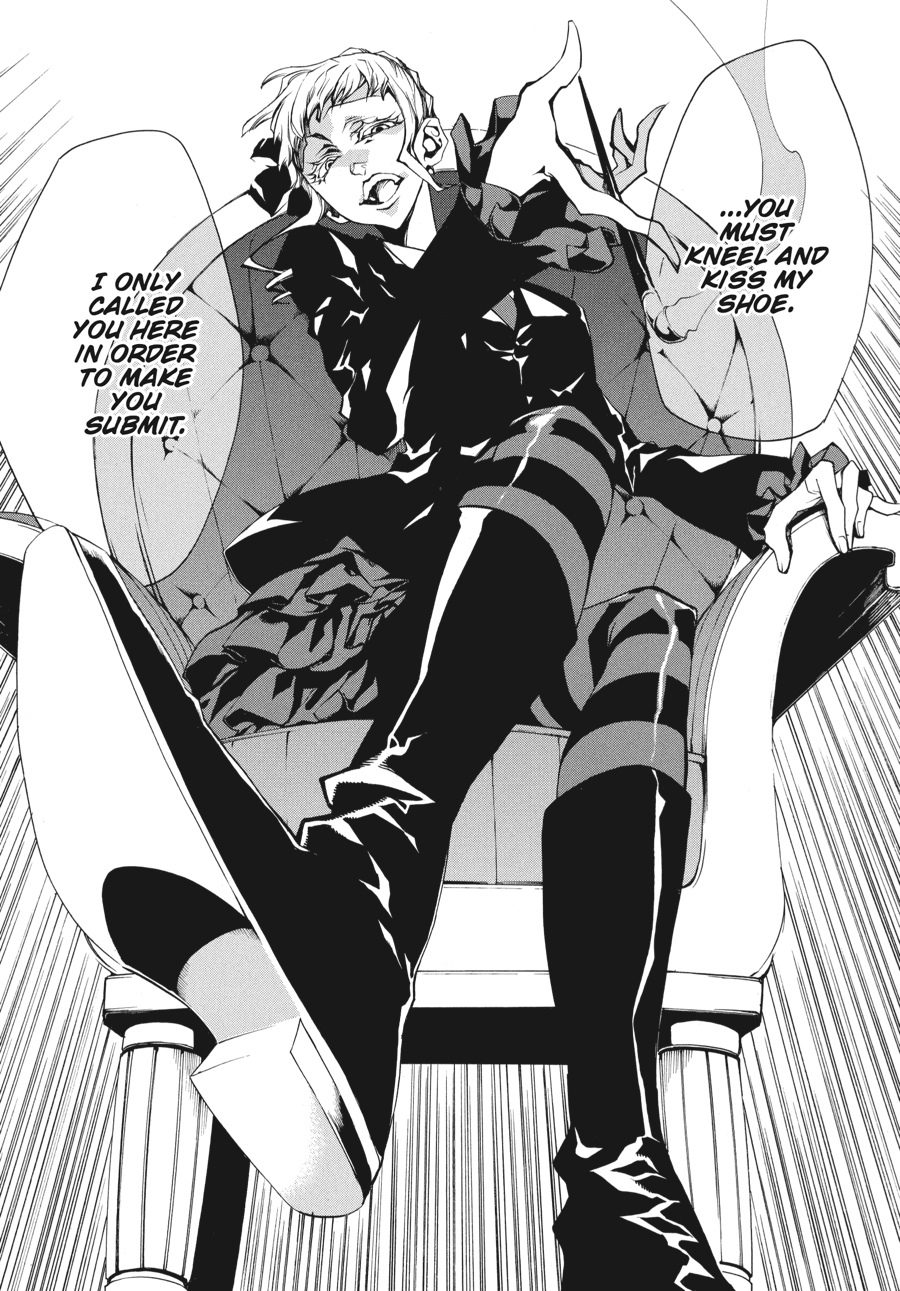 ...YOU
MUST
KNEEL AND
KISS MY
SHOE.
I ONLY
CALLED
YOU HERE
IN ORDER
TO MAKE
YOU
SUBMIT.